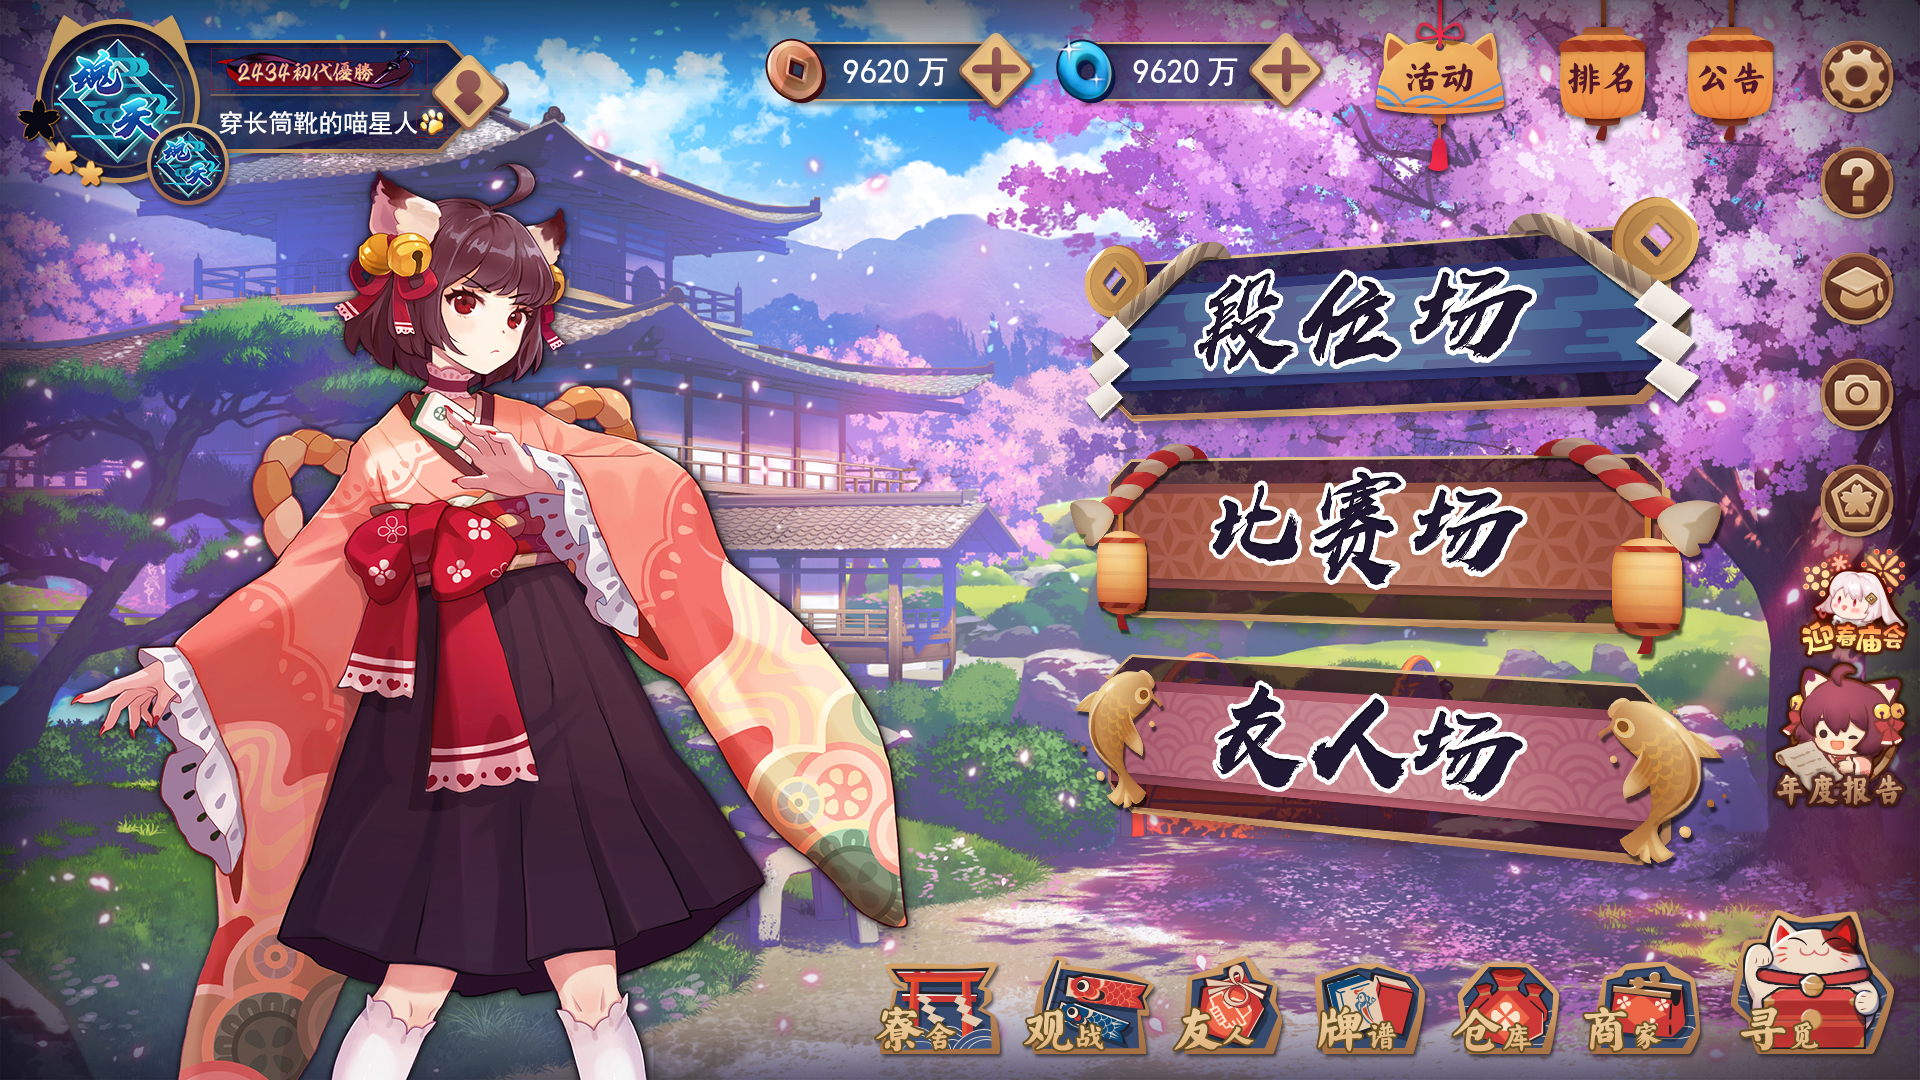 魂天
2434初代優勝
穿长筒靴的喵星人
魂天
9620 万
9620 万
活动
排名
公告
段位场
比赛场
友人场
迎春庙会
年度报告
寮舍
观战
友人
牌谱
仓库
商家
寻觅